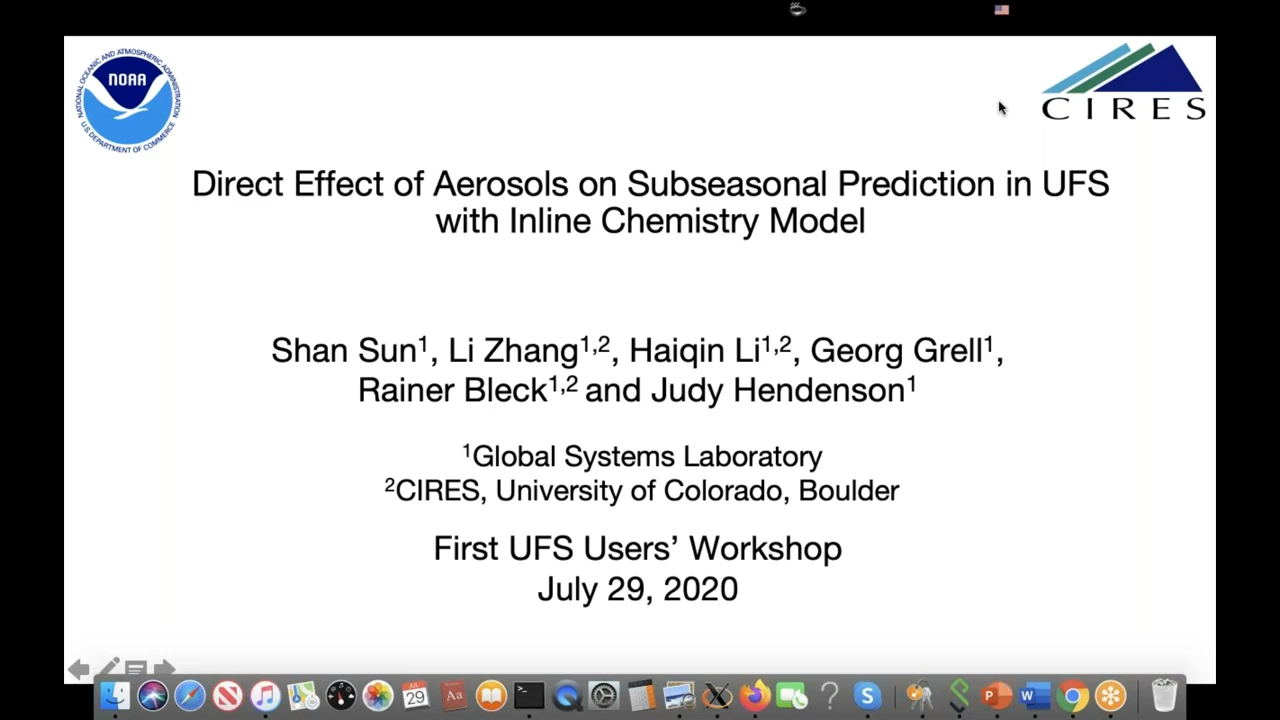 NATIONAL OCEANIC AND ATMOSPHERIC ADMINISTRATION
NOAA
U.S. DEPARTMENT OF COMMERCE
CIRES
Direct Effect of Aerosols on Subseasonal Prediction in UFS
with Inline Chemistry Model
Shan Sun1, Li Zhang1,2, Haiqin Li1,2, Georg Grell1,
Rainer Bleck1,2 and Judy Hendenson1
1Global Systems Laboratory
2CIRES, University of Colorado, Boulder
First UFS Users’ Workshop
July 29, 2020
29
Aa
?
S
P
W